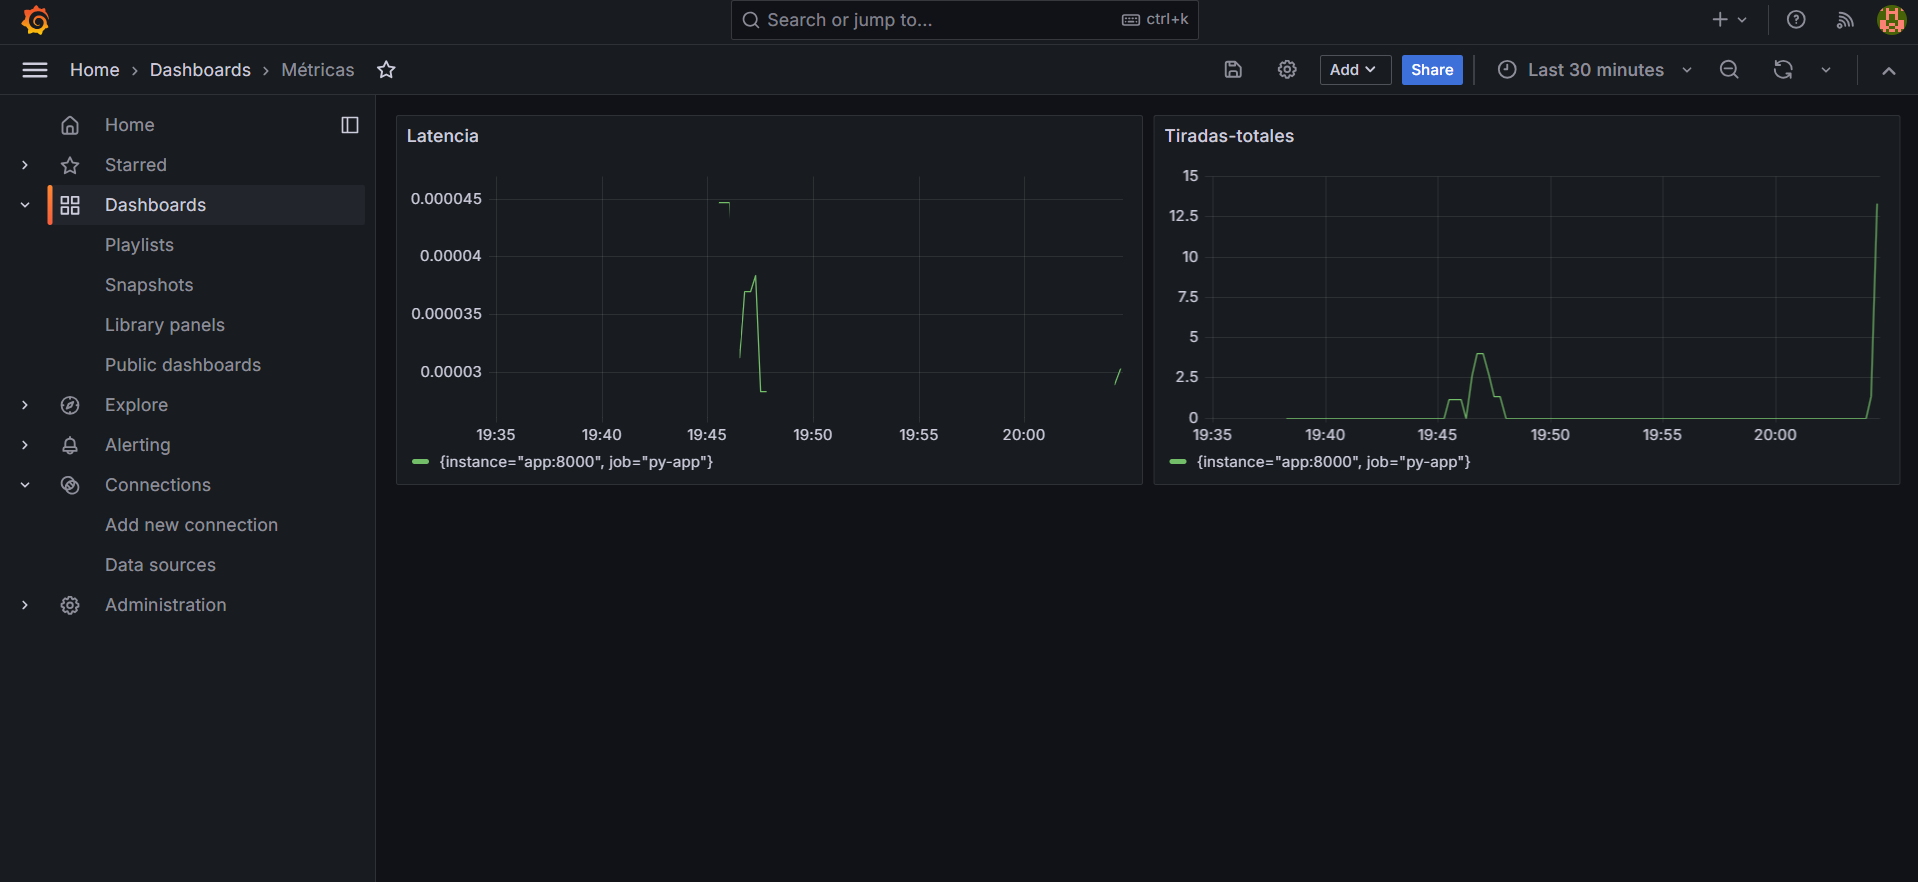 Search or jump to...
ctrl+k
Home
Dashboards
Métricas
Add
Share
Last 30 minutes
Home
Starred
Dashboards
Playlists
Snapshots
Library panels
Public dashboards
Explore
Alerting
Connections
Add new connection
Data sources
Administration
Latencia
0.000045
0.00004
0.000035
0.00003
19:35 19:40 19:45 19:50 19:55 20:00
{instance="app:8000", job="py-app"}
Tiradas-totales
15
12.5
10
7.5
5
2.5
0
19:35 19:40 19:45 19:50 19:55 20:00
{instance="app:8000", job="py-app"}